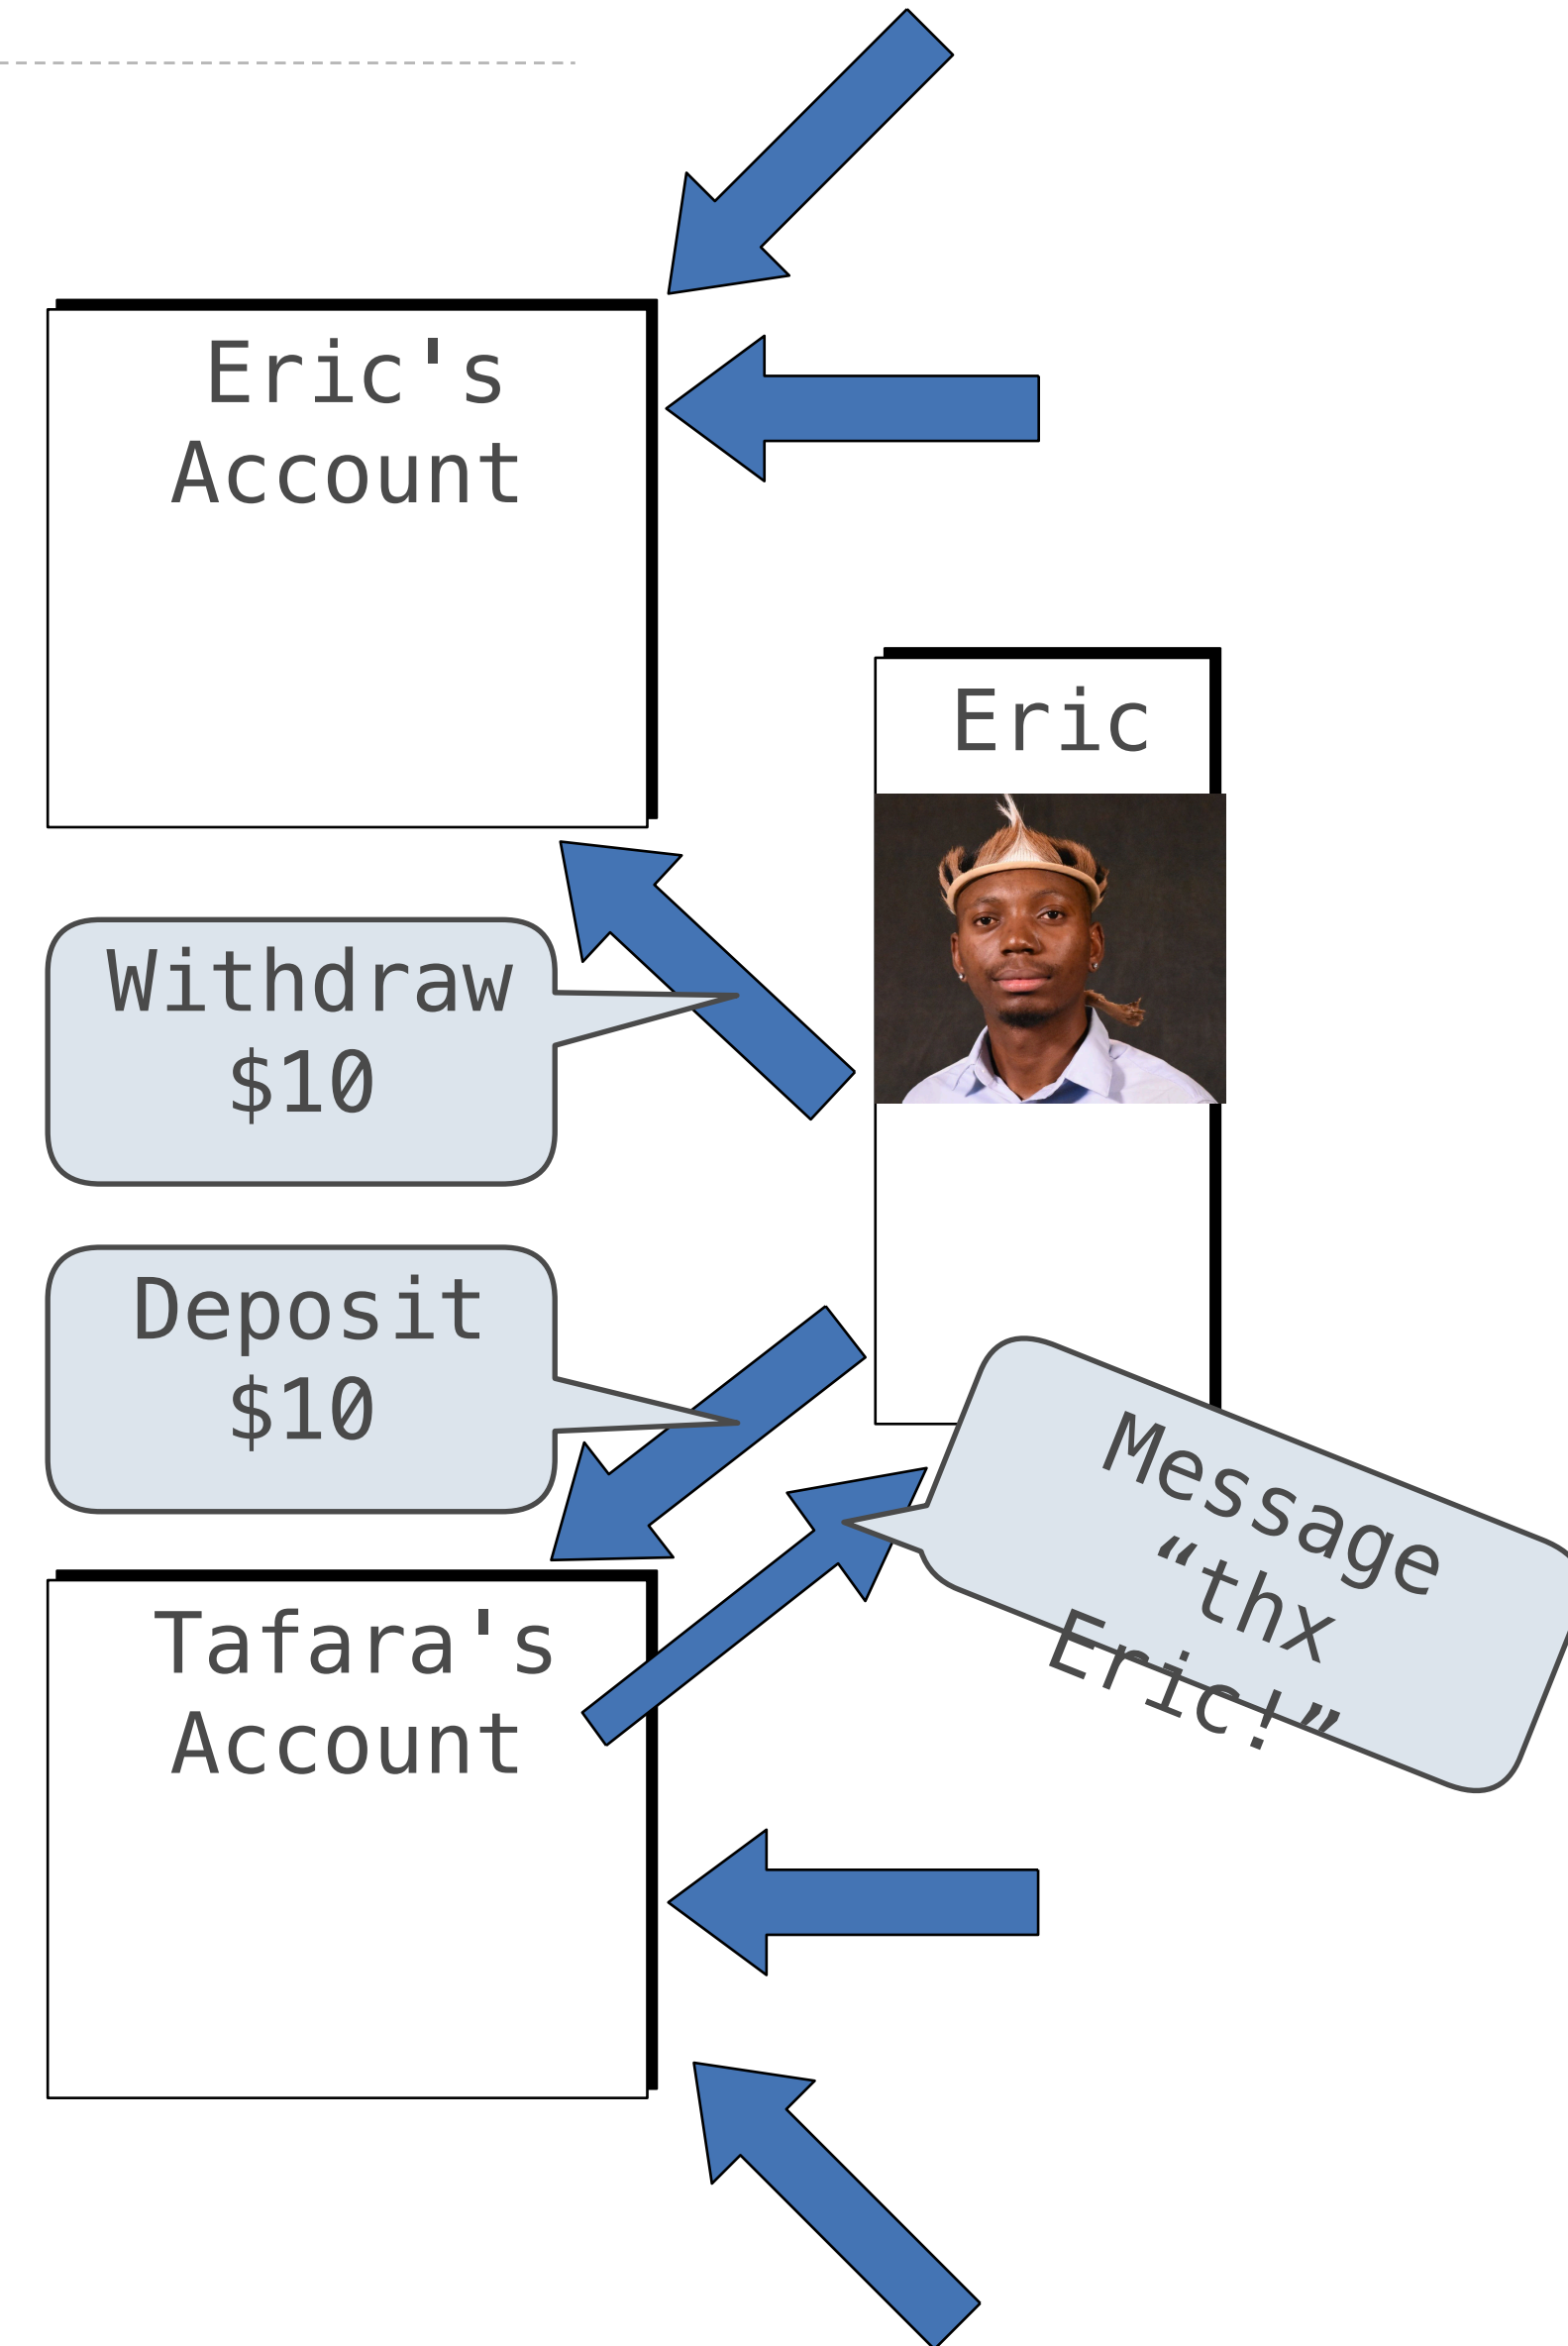 Eric's
Account
Eric
Withdraw
$10
Deposit
$10
Message
“thx
Eric!”
Tafara's
Account